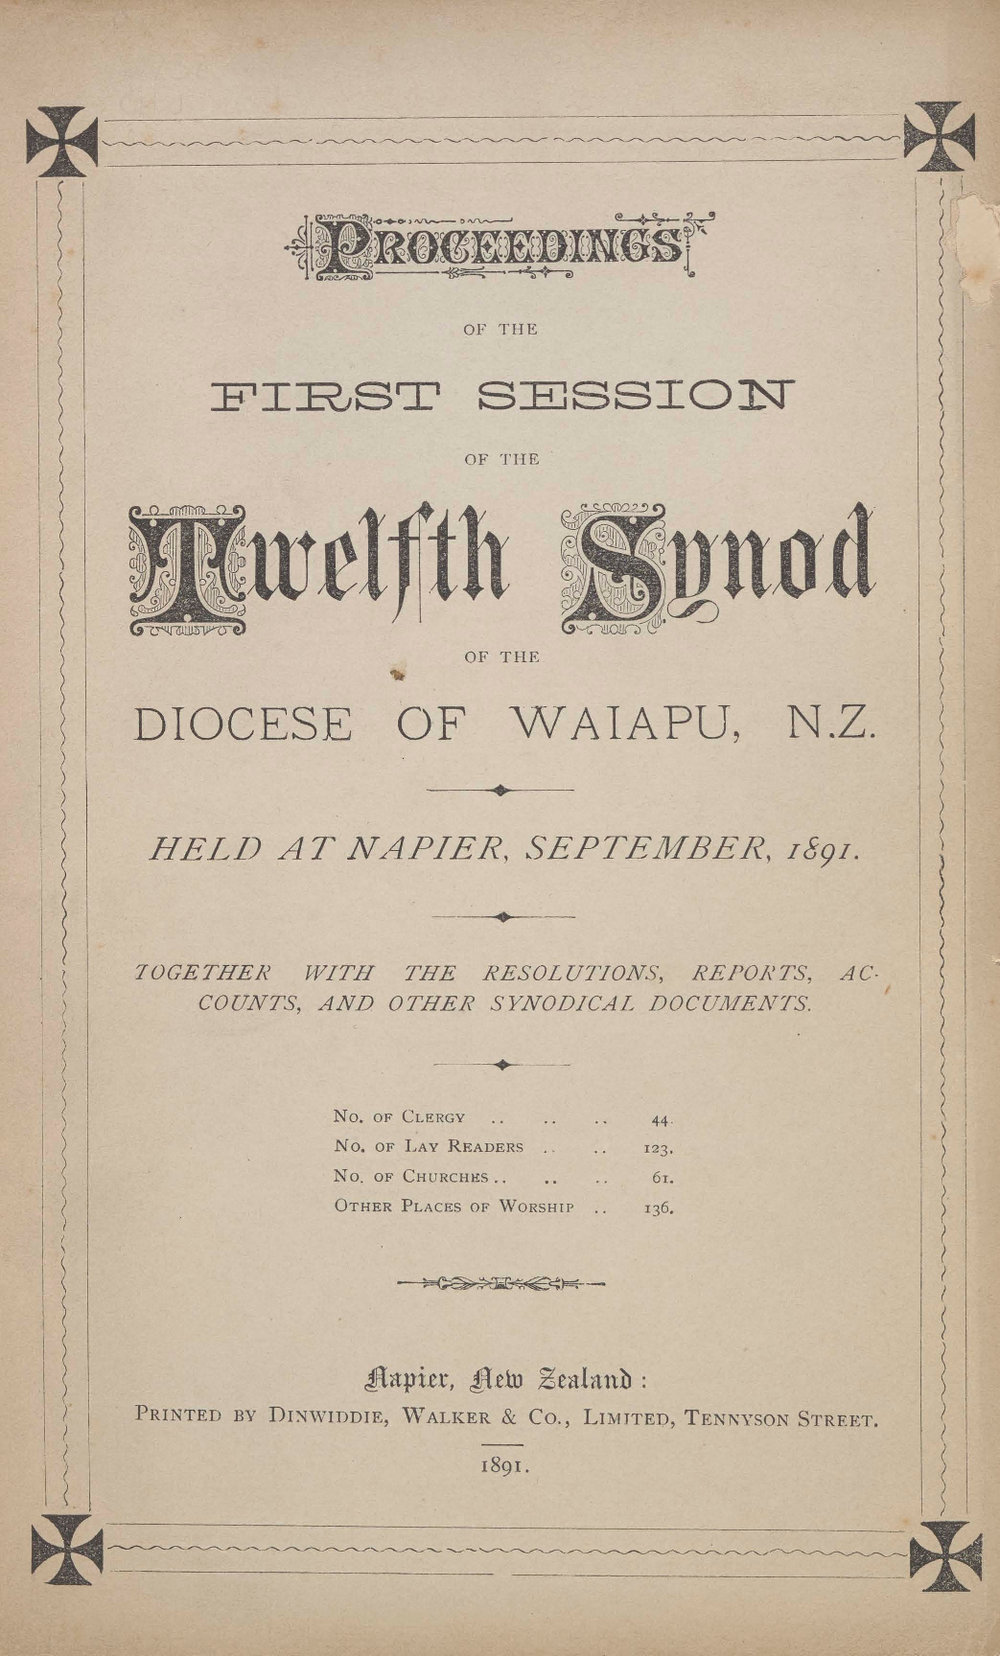 PROCEEDINGS
OF THE
FIRST SESSION
OF THE
Twelfth Synod
OF THE
DIOCESE OF WAIAPU, N.Z.
HELD AT NAPIER, SEPTEMBER, 1891.
TOGETHER WITH THE RESOLUTIONS, REPORTS, AC-
COUNTS, AND OTHER SYNODICAL DOCUMENTS.
NO. OF CLERGY .. .. .. 44.
NO. OF LAY READERS .. .. 123.
NO. OF CHURCHES .. .. .. 61.
OTHER PLACES OF WORSHIP .. 136.
Napier, New Zealand:
PRINTED BY DINWIDDIE, WALKER & CO., LIMITED, TENNYSON STREET.
1891.